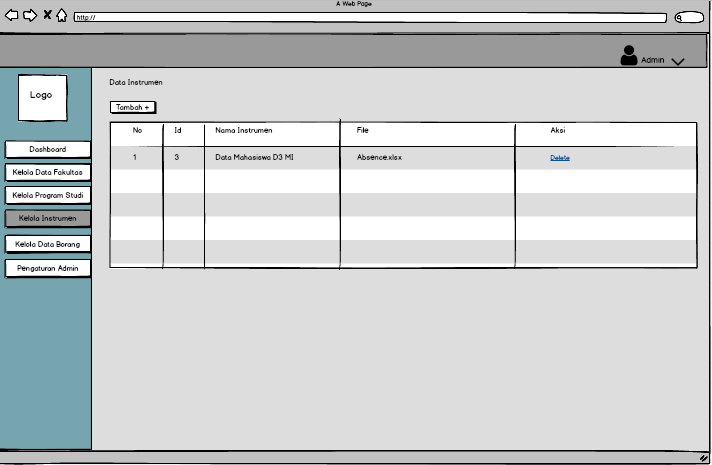 A Web Page
http://
Admin
Logo
Data Instrumen
Tambah +
No Id Nama Instrumen File Aksi
1 3 Data Mahasiswa D3 MI Absence.xlsx Delete
Dashboard
Kelola Data Fakultas
Kelola Program Studi
Kelola Instrumen
Kelola Data Borang
Pengaturan Admin